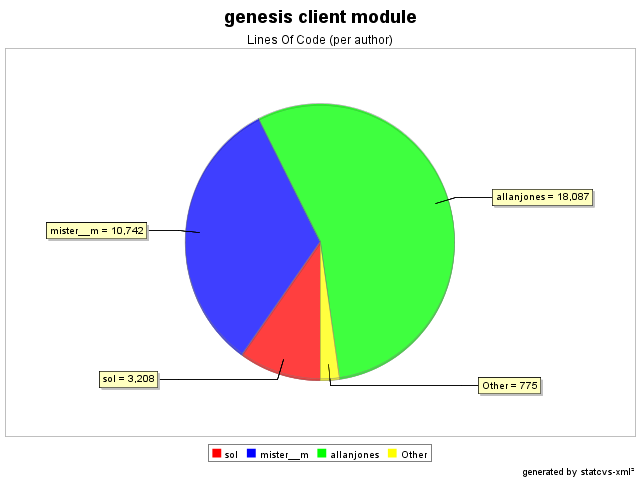 genesis client module
Lines Of Code (per author)
allanjones = 18,087
mister__m = 10,742
sol = 3,208
Other = 775
sol mister__m allanjones Other
generated by statcvs-xml²